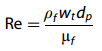 Re = ρ_f w_t d_p / μ_f